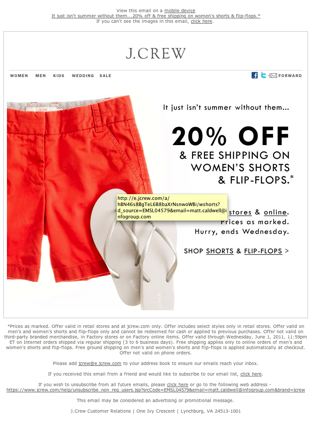 View this email on a mobile device
It just isn't summer without them...20% off & free shipping on women's shorts & flip-flops.*
If you can't see the images in this email, click here.
J.CREW
WOMEN MEN KIDS WEDDING SALE FORWARD
It just isn't summer without them...
20% OFF
& FREE SHIPPING ON
WOMEN'S SHORTS
& FLIP-FLOPS.*
http://e.jcrew.com/a/
d_source=EMSL04579&email=matt.caldwell@i
nfogroup.com
stores & online.
Prices as marked.
Hurry, ends Wednesday.
SHOP SHORTS & FLIP-FLOPS >
*Prices as marked. Offer valid in retail stores and at jcrew.com only. Offer includes select styles only in retail stores. Offer valid on
men's and women's shorts and flip-flops only and cannot be redeemed for cash or applied to previous purchases. Offer not valid on
third-party branded merchandise, in Factory stores or on Factory online items. Offer valid through Wednesday, June 1, 2011, 11:59pm
ET on Internet orders shipped via regular shipping (3 to 6 business days). Free shipping applies only to online orders of men's and
women's shorts and flip-flops. Free ground shipping on men's and women's shorts and flip-flops is applied automatically at checkout.
Offer not valid on phone orders.
Please add jcrew@e.jcrew.com to your address book to ensure our emails reach your inbox.
If you received this email from a friend and would like to subscribe to our email list, click here.
If you wish to unsubscribe from all future emails, please click here or go to the following web address -
https://www.jcrew.com/help/unsubscribe_non_reg_users.jsp?srcCode=EMSL04579&email=matt.caldwell@infogroup.com&brand=jcrew
This email may be considered an advertising or promotional message.
J.Crew Customer Relations | One Ivy Crescent | Lynchburg, VA 24513-1001